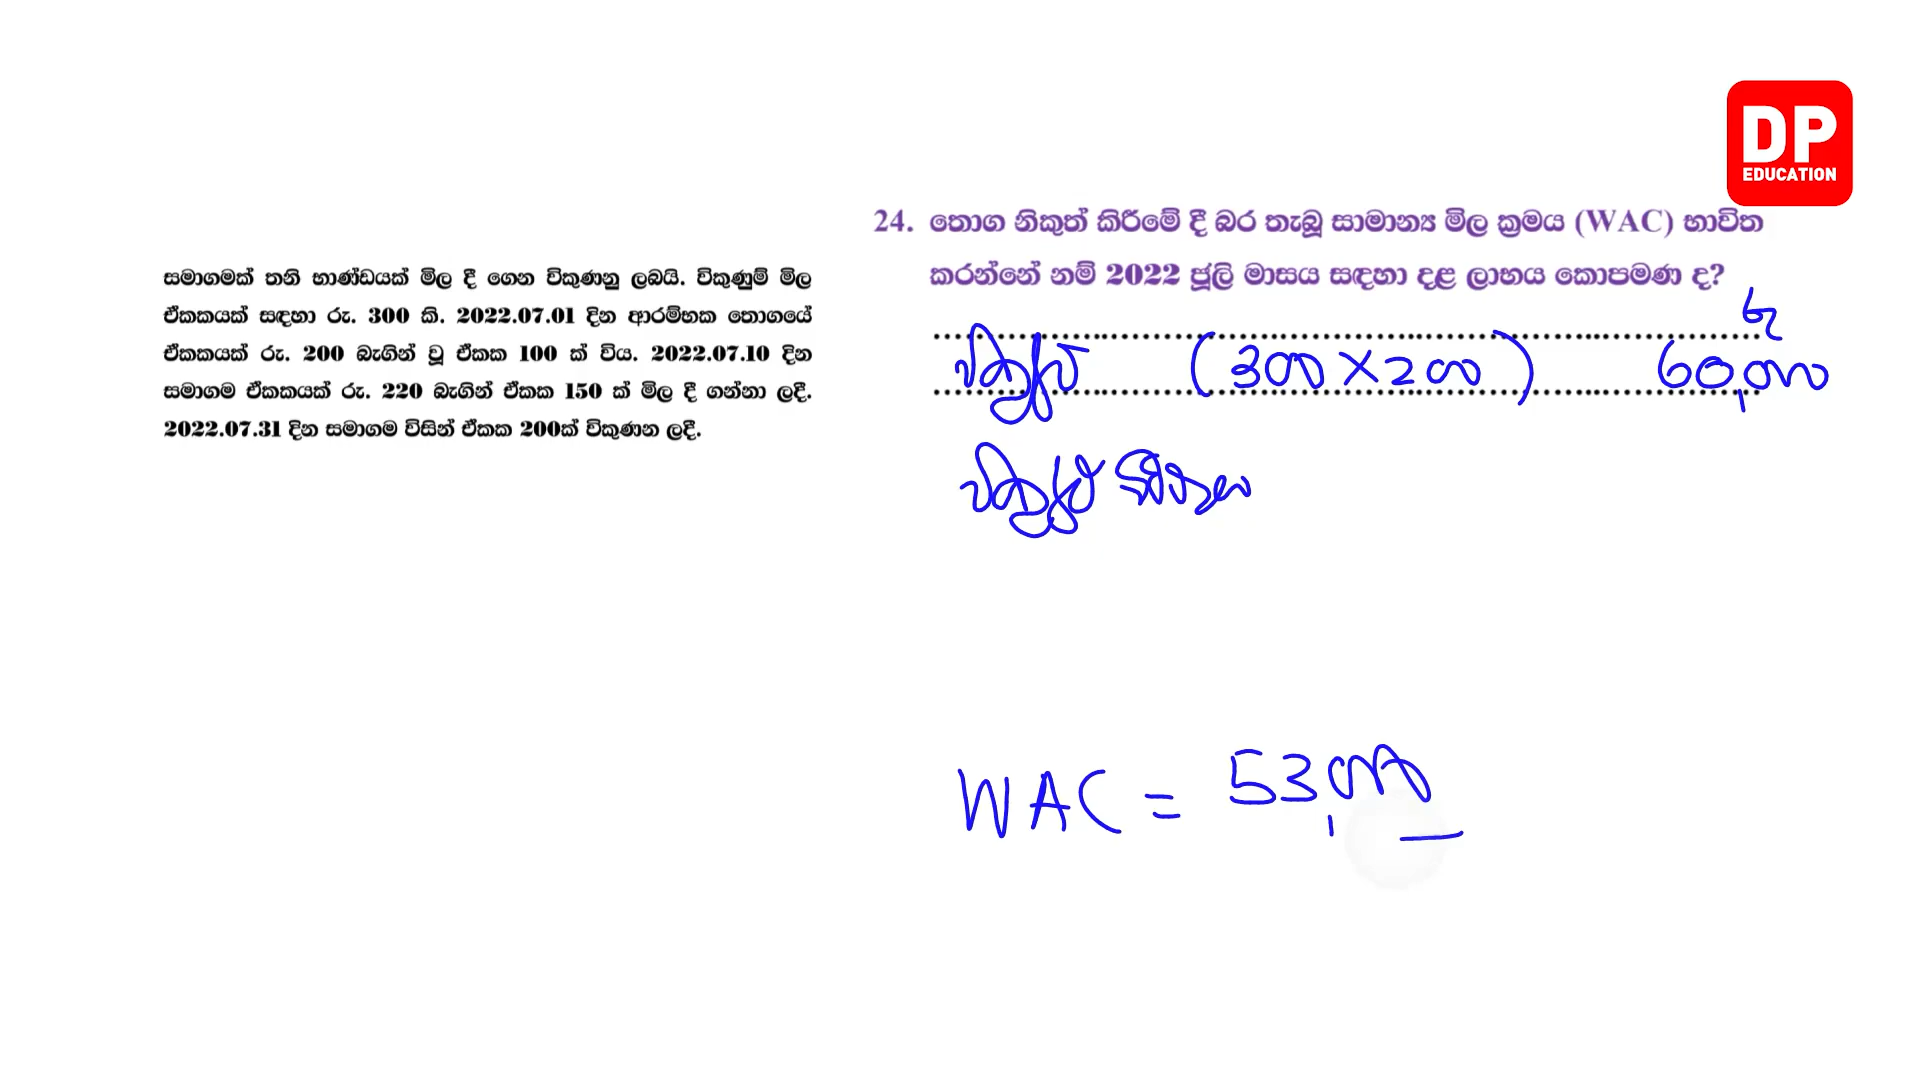 DP
EDUCATION
සමාගමක් තනි භාණ්ඩයක් මිල දී ගෙන විකුණනු ලබයි. විකුණුම් මිල
ඒකකයක් සඳහා රු. 300 කි. 2022.07.01 දින ආරම්භක තොගයේ
ඒකකයක් රු. 200 බැගින් වූ ඒකක 100 ක් විය. 2022.07.10 දින
සමාගම ඒකකයක් රු. 220 බැගින් ඒකක 150 ක් මිල දී ගන්නා ලදී.
2022.07.31 දින සමාගම විසින් ඒකක 200ක් විකුණන ලදී.
24. තොග නිකුත් කිරීමේ දී බර තැබූ සාමාන්‍ය මිල ක්‍රමය (WAC) භාවිත
කරන්නේ නම් 2022 ජූලි මාසය සඳහා දළ ලාභය කොපමණ ද?
රු
(300 × 200) 60,000
WAC = 53,000